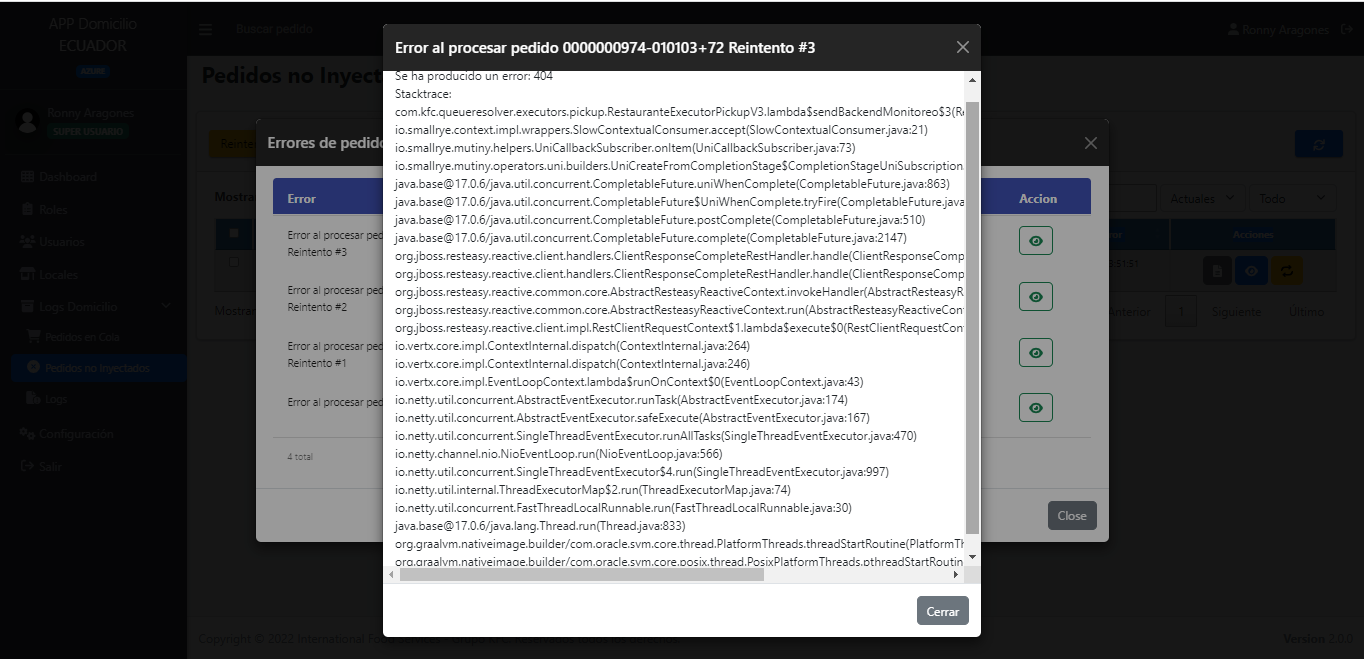 APP Domicilio
ECUADOR
AZURE
Buscar pedido
Ronny Aragones
Pedidos no Inyect
Ronny Aragones
SUPER USUARIO
Dashboard
Roles
Usuarios
Locales
Logs Domicilio
Pedidos en Cola
Pedidos no Inyectados
Logs
Configuración
Salir
Reinte
Mostrar
Mostrar
Errores de pedido
Error
Accion
Error al procesar ped
Reintento #3
Error al procesar ped
Reintento #2
Error al procesar ped
Reintento #1
Error al procesar ped
4 total
Close
Actuales
Todo
Acciones
3:51:51
Anterior
1
Siguiente
Último
Error al procesar pedido 0000000974-010103+72 Reintento #3
Se ha producido un error: 404
Stacktrace:
com.kfc.queueresolver.executors.pickup.RestauranteExecutorPickupV3.lambda$sendBackendMonitoreo$3(Re
io.smallrye.context.impl.wrappers.SlowContextualConsumer.accept(SlowContextualConsumer.java:21)
io.smallrye.mutiny.helpers.UniCallbackSubscriber.onItem(UniCallbackSubscriber.java:73)
io.smallrye.mutiny.operators.uni.builders.UniCreateFromCompletionStage$CompletionStageUniSubscription.
java.base@17.0.6/java.util.concurrent.CompletableFuture.uniWhenComplete(CompletableFuture.java:863)
java.base@17.0.6/java.util.concurrent.CompletableFuture$UniWhenComplete.tryFire(CompletableFuture.java
java.base@17.0.6/java.util.concurrent.CompletableFuture.postComplete(CompletableFuture.java:510)
java.base@17.0.6/java.util.concurrent.CompletableFuture.complete(CompletableFuture.java:2147)
org.jboss.resteasy.reactive.client.handlers.ClientResponseCompleteRestHandler.handle(ClientResponseComp
org.jboss.resteasy.reactive.client.handlers.ClientResponseCompleteRestHandler.handle(ClientResponseComp
org.jboss.resteasy.reactive.common.core.AbstractResteasyReactiveContext.invokeHandler(AbstractResteasyR
org.jboss.resteasy.reactive.common.core.AbstractResteasyReactiveContext.run(AbstractResteasyReactiveCon
org.jboss.resteasy.reactive.client.impl.RestClientRequestContext$1.lambda$execute$0(RestClientRequestCon
io.vertx.core.impl.ContextInternal.dispatch(ContextInternal.java:264)
io.vertx.core.impl.ContextInternal.dispatch(ContextInternal.java:246)
io.vertx.core.impl.EventLoopContext.lambda$runOnContext$0(EventLoopContext.java:43)
io.netty.util.concurrent.AbstractEventExecutor.runTask(AbstractEventExecutor.java:174)
io.netty.util.concurrent.AbstractEventExecutor.safeExecute(AbstractEventExecutor.java:167)
io.netty.util.concurrent.SingleThreadEventExecutor.runAllTasks(SingleThreadEventExecutor.java:470)
io.netty.channel.nio.NioEventLoop.run(NioEventLoop.java:566)
io.netty.util.concurrent.SingleThreadEventExecutor$4.run(SingleThreadEventExecutor.java:997)
io.netty.util.internal.ThreadExecutorMap$2.run(ThreadExecutorMap.java:74)
io.netty.util.concurrent.FastThreadLocalRunnable.run(FastThreadLocalRunnable.java:30)
java.base@17.0.6/java.lang.Thread.run(Thread.java:833)
org.graalvm.nativeimage.builder/com.oracle.svm.core.thread.PlatformThreads.threadStartRoutine(PlatformTh
org.graalvm.nativeimage.builder/com.oracle.svm.core.posix.thread.PosixPlatformThreads.pthreadStartRoutin
Cerrar
Copyright © 2022 International Foo
Version 3.0.0